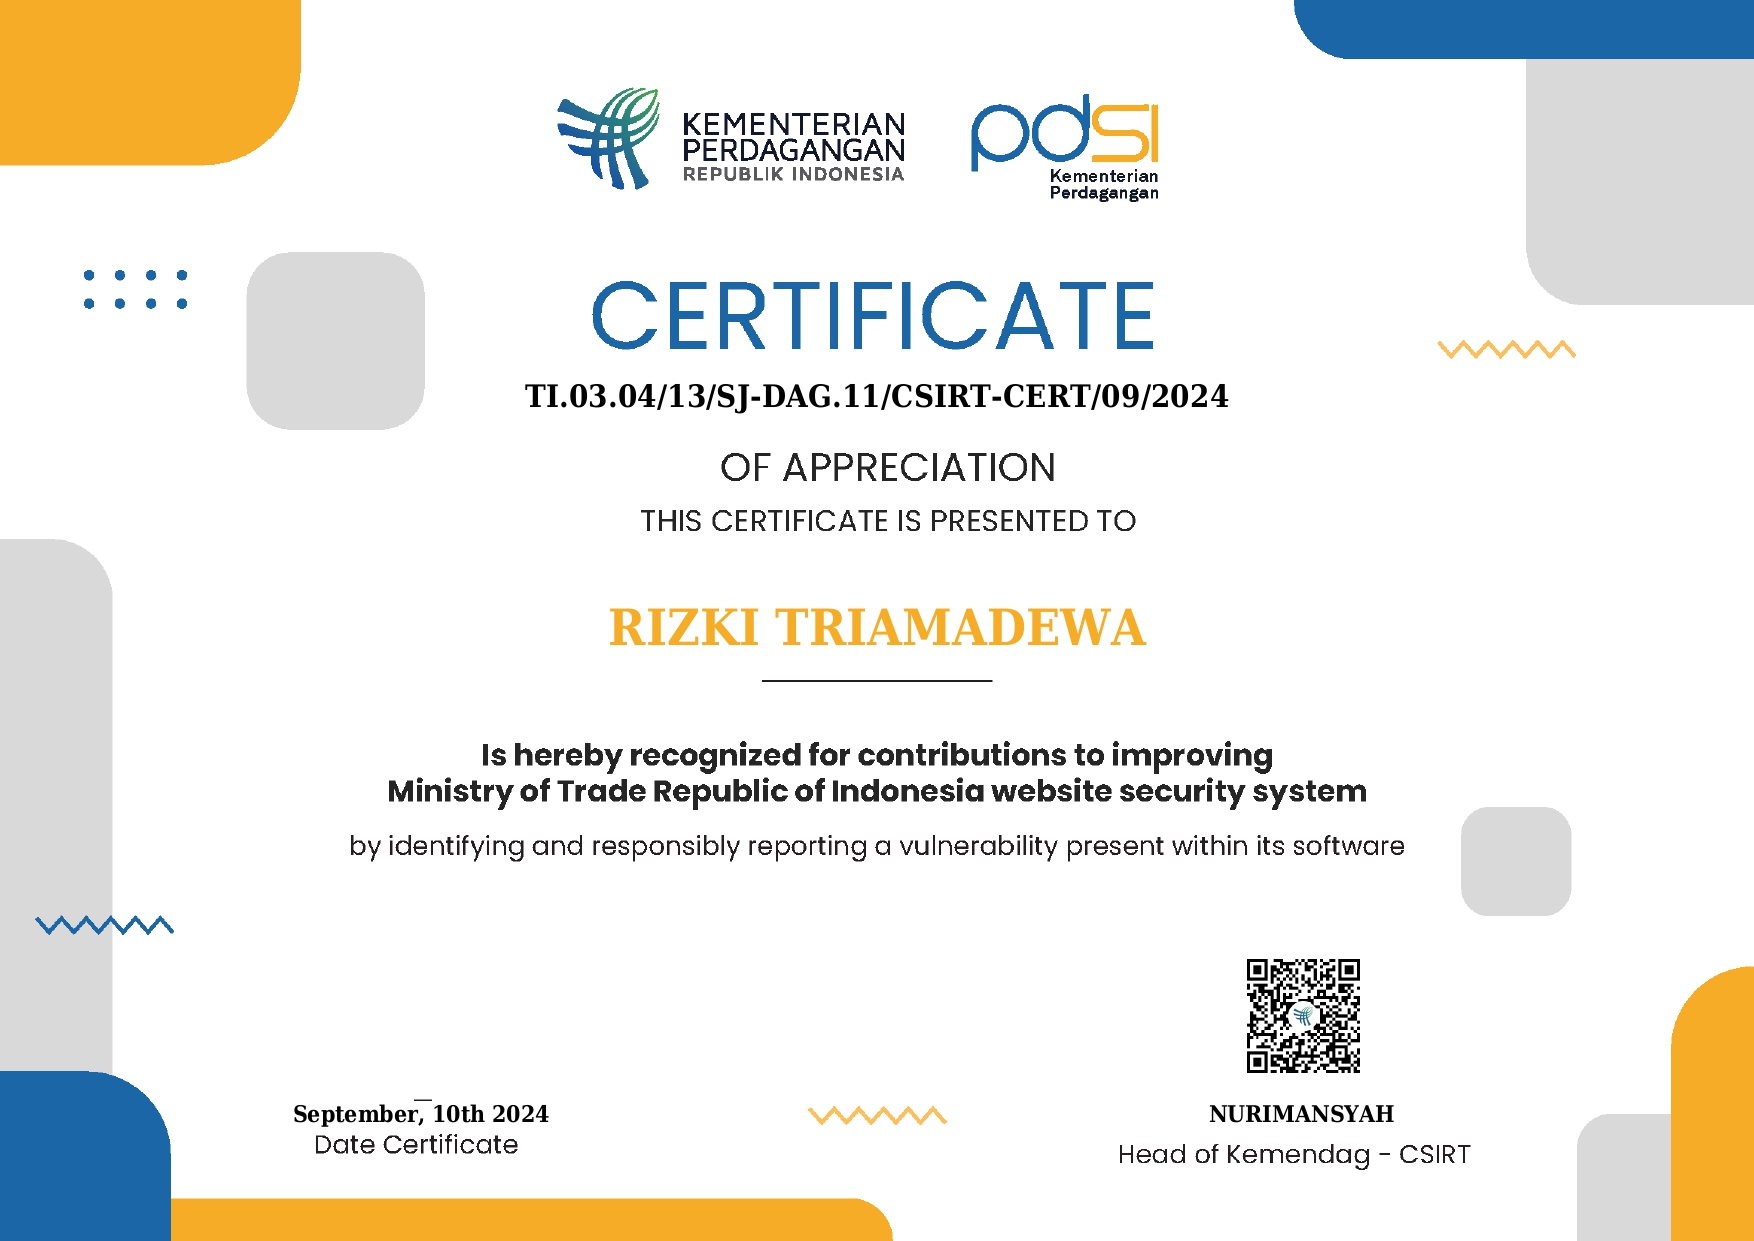 KEMENTERIAN
PERDAGANGAN
REPUBLIK INDONESIA
pdsi
Kementerian
Perdagangan
CERTIFICATE
TI.03.04/13/SJ-DAG.11/CSIRT-CERT/09/2024
OF APPRECIATION
THIS CERTIFICATE IS PRESENTED TO
RIZKI TRIAMADEWA
Is hereby recognized for contributions to improving
Ministry of Trade Republic of Indonesia website security system
by identifying and responsibly reporting a vulnerability present within its software
September, 10th 2024
Date Certificate
NURIMANSYAH
Head of Kemendag - CSIRT